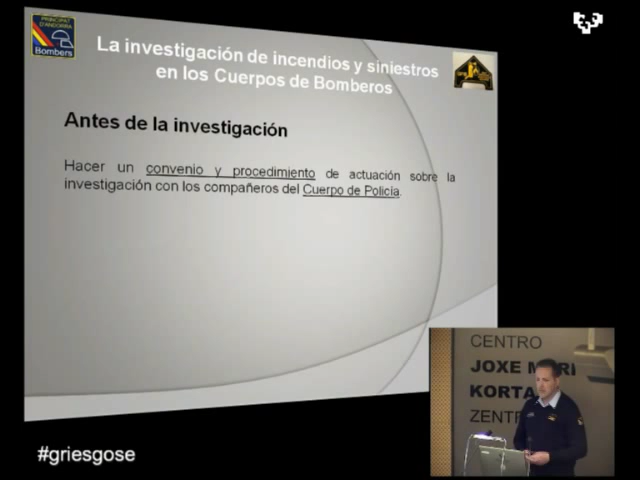 PRINCIPAT
D'ANDORRA
Bombers
La investigación de incendios y siniestros
en los Cuerpos de Bomberos
Antes de la investigación
Hacer un convenio y procedimiento de actuación sobre la
investigación con los compañeros del Cuerpo de Policía.
CENTRO
JOXE MARI
KORTA
ZENT
#griesgose